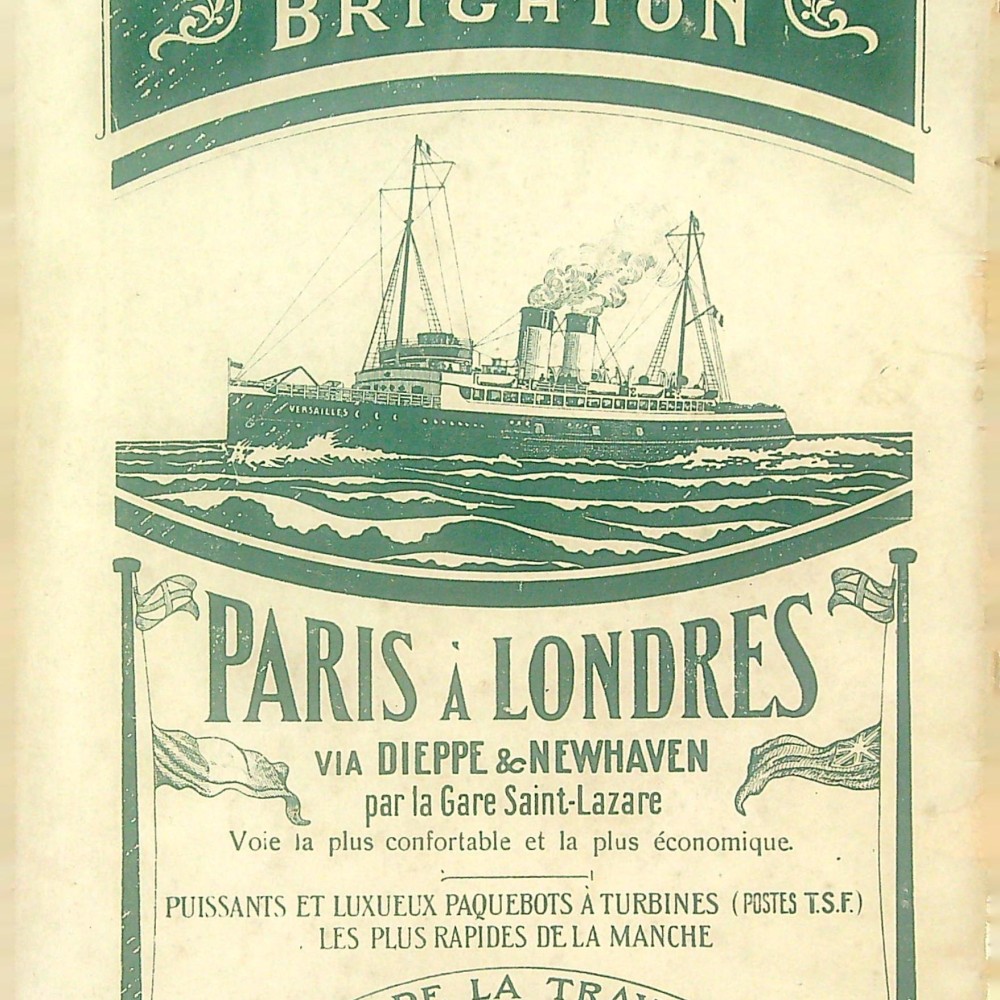 BRIGHTON
VERSAILLES
PARIS À LONDRES
VIA DIEPPE & NEWHAVEN
par la Gare Saint-Lazare
Voie la plus confortable et la plus économique.
PUISSANTS ET LUXUEUX PAQUEBOTS À TURBINES (POSTES T.S.F.)
LES PLUS RAPIDES DE LA MANCHE
DE LA